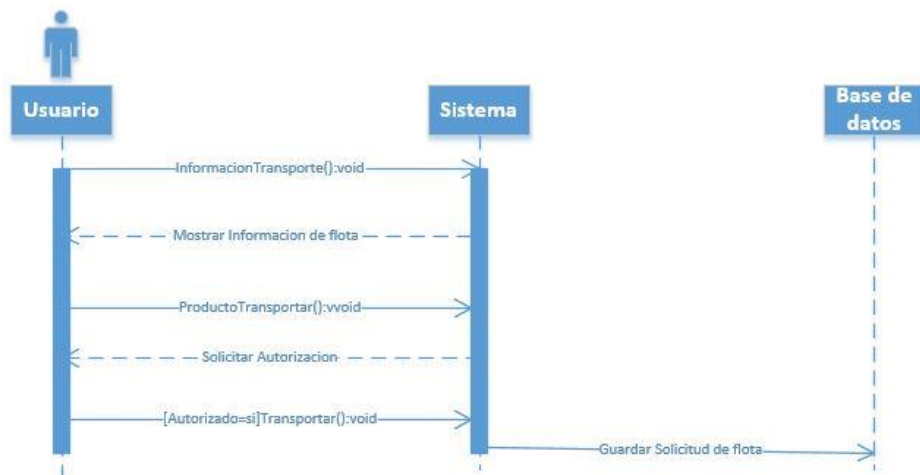 Usuario
Sistema
Base de
datos
InformacionTransporte():void
Mostrar Informacion de flota
ProductoTransportar():vvoid
Solicitar Autorizacion
[Autorizado=si]Transportar():void
Guardar Solicitud de flota